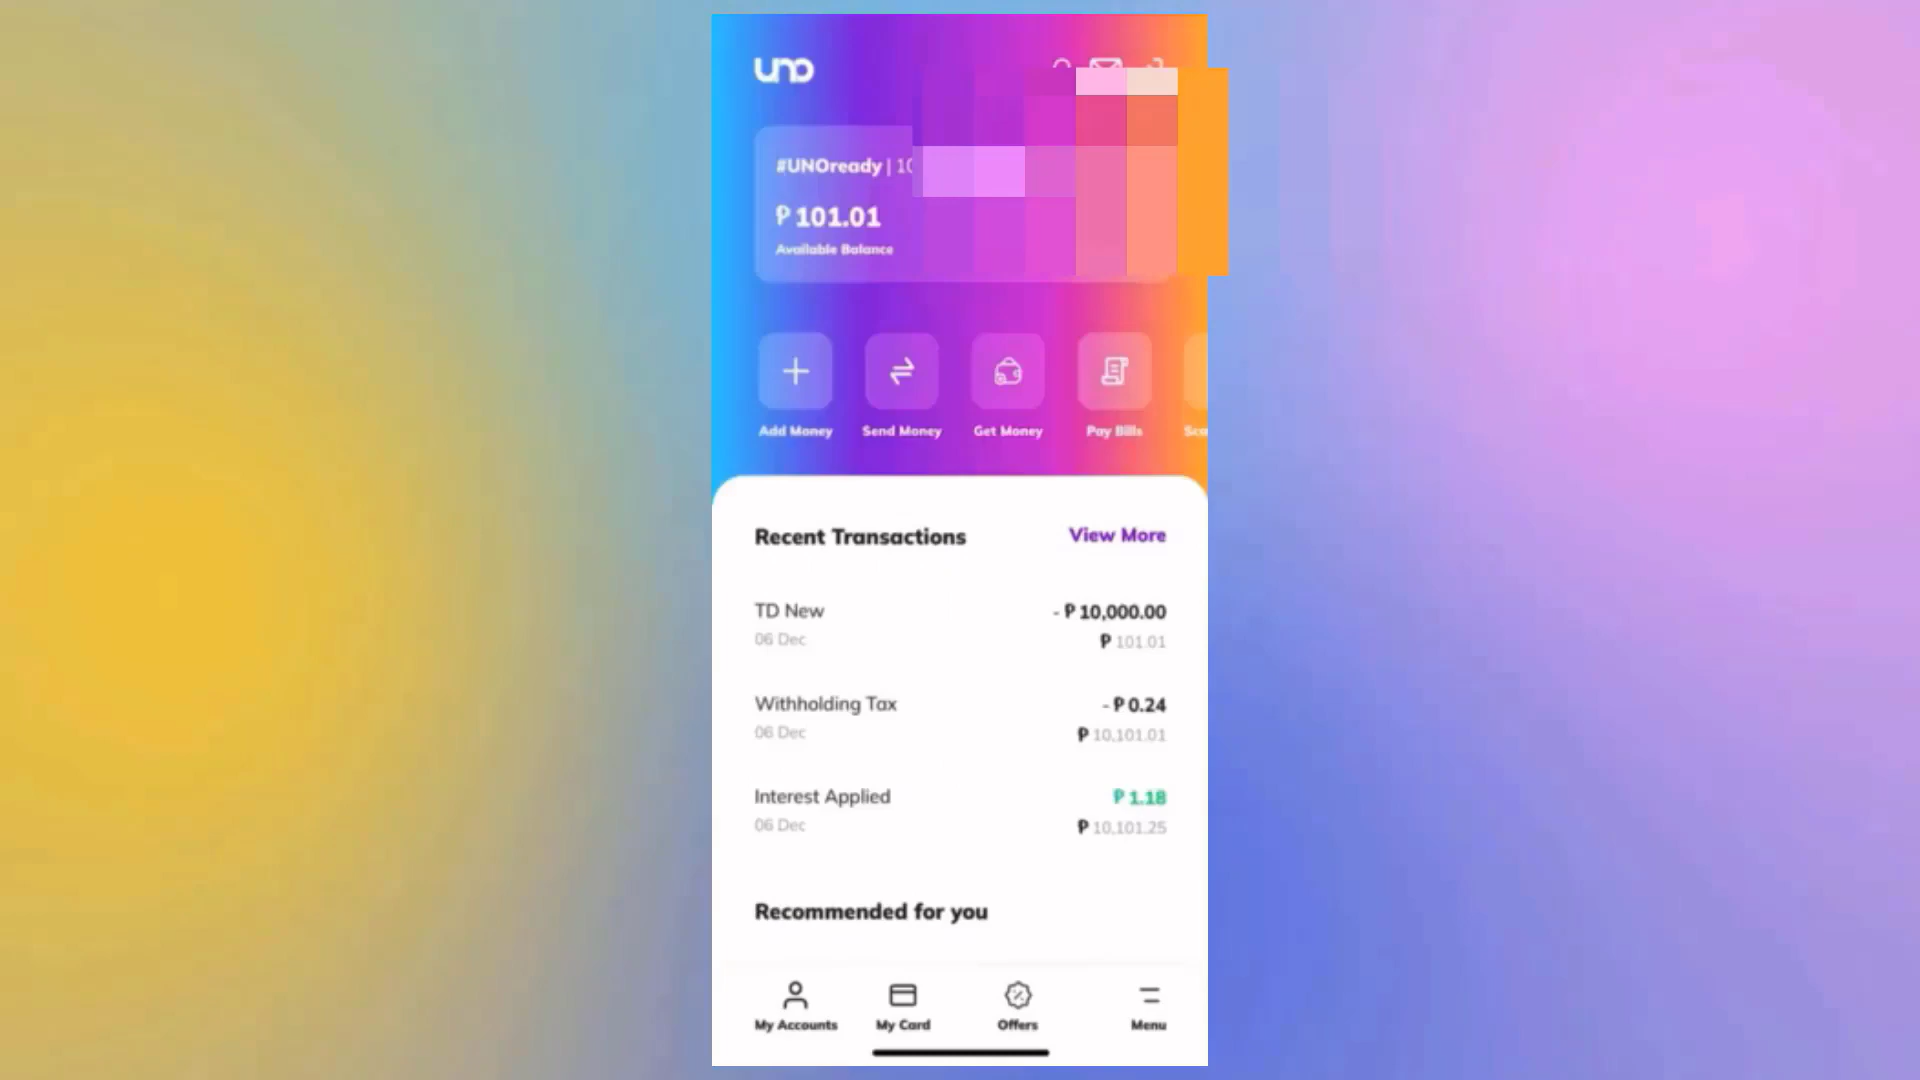 uno
#UNOready | 10
₱ 101.01
Available Balance
Add Money
Send Money
Get Money
Pay Bills
Recent Transactions
View More
TD New
- ₱ 10,000.00
06 Dec
₱ 101.01
Withholding Tax
- ₱ 0.24
06 Dec
₱ 10,101.01
Interest Applied
₱ 1.18
06 Dec
₱ 10,101.25
Recommended for you
My Accounts
My Card
Offers
Menu